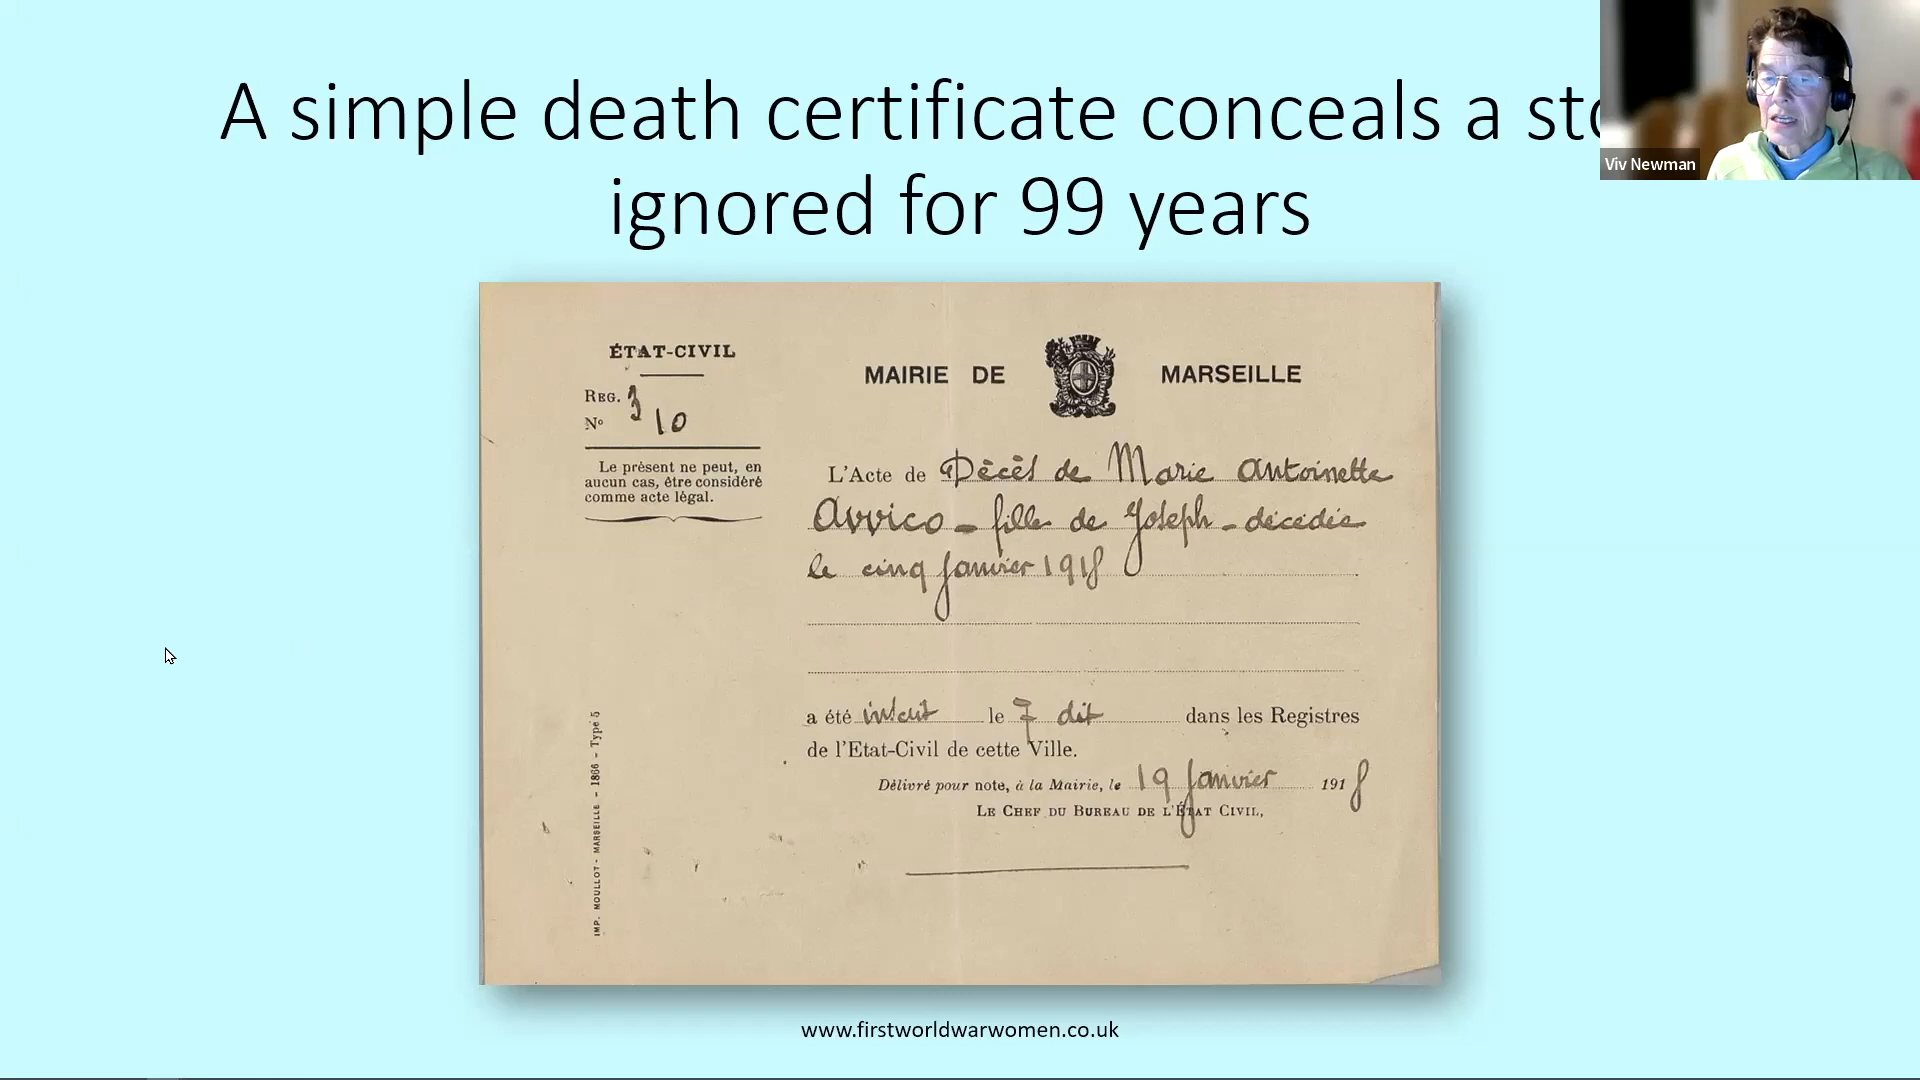 A simple death certificate conceals a sto
ignored for 99 years
Viv Newman
ÉTAT-CIVIL
REG. 3
Nº 10
Le présent ne peut, en
aucun cas, être considéré
comme acte légal.
MAIRIE DE MARSEILLE
L'Acte de Décès de Marie Antoinette
Avvico - fille de Joseph - décédée
le cinq Janvier 1918
a été inscrit le 7 dit dans les Registres
de l'Etat-Civil de cette Ville.
Délivré pour note, à la Mairie, le 19 Janvier 1918
LE CHEF DU BUREAU DE L'ÉTAT CIVIL,
IMP. MOULLOT - MARSEILLE - 1866 - Type 5
www.firstworldwarwomen.co.uk